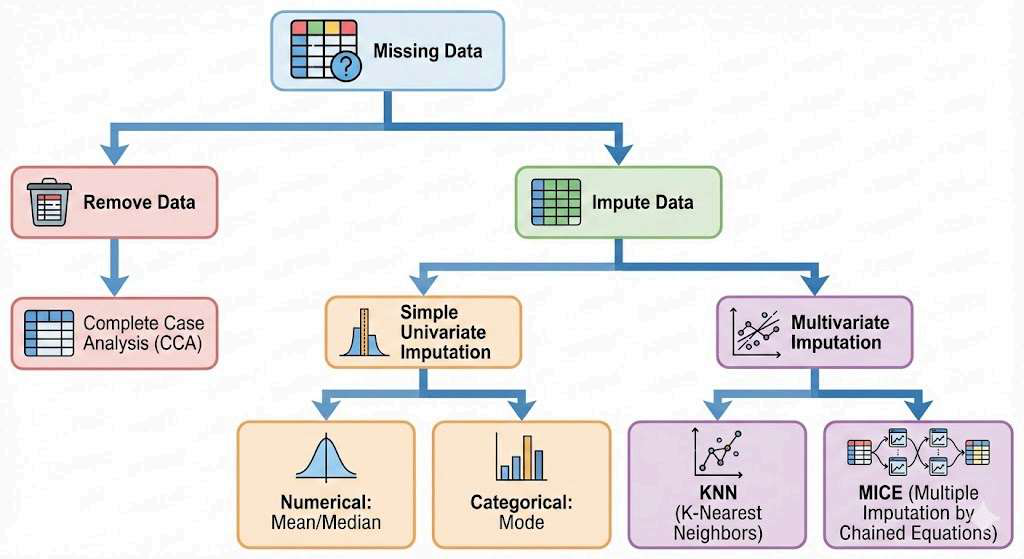 Missing Data
?
Remove Data
Impute Data
Complete Case
Analysis (CCA)
Simple
Univariate
Imputation
Multivariate
Imputation
Numerical:
Mean/Median
Categorical:
Mode
KNN
(K-Nearest
Neighbors)
MICE (Multiple
Imputation by
Chained Equations)